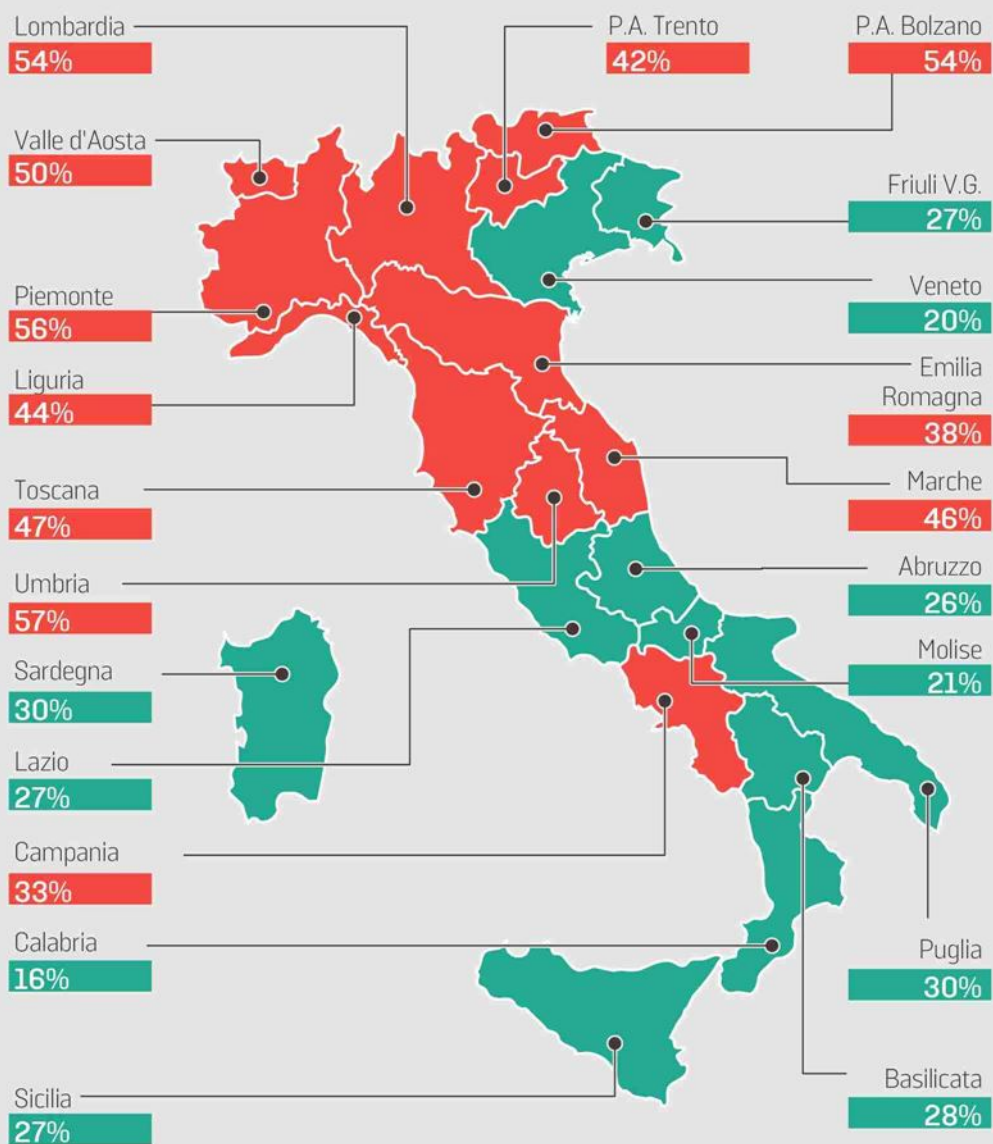 Lombardia
54%
P.A. Trento
42%
P.A. Bolzano
54%
Valle d'Aosta
50%
Friuli V.G.
27%
Piemonte
56%
Veneto
20%
Liguria
44%
Emilia
Romagna
38%
Toscana
47%
Marche
46%
Umbria
57%
Abruzzo
26%
Sardegna
30%
Molise
21%
Lazio
27%
Campania
33%
Calabria
16%
Puglia
30%
Sicilia
27%
Basilicata
28%